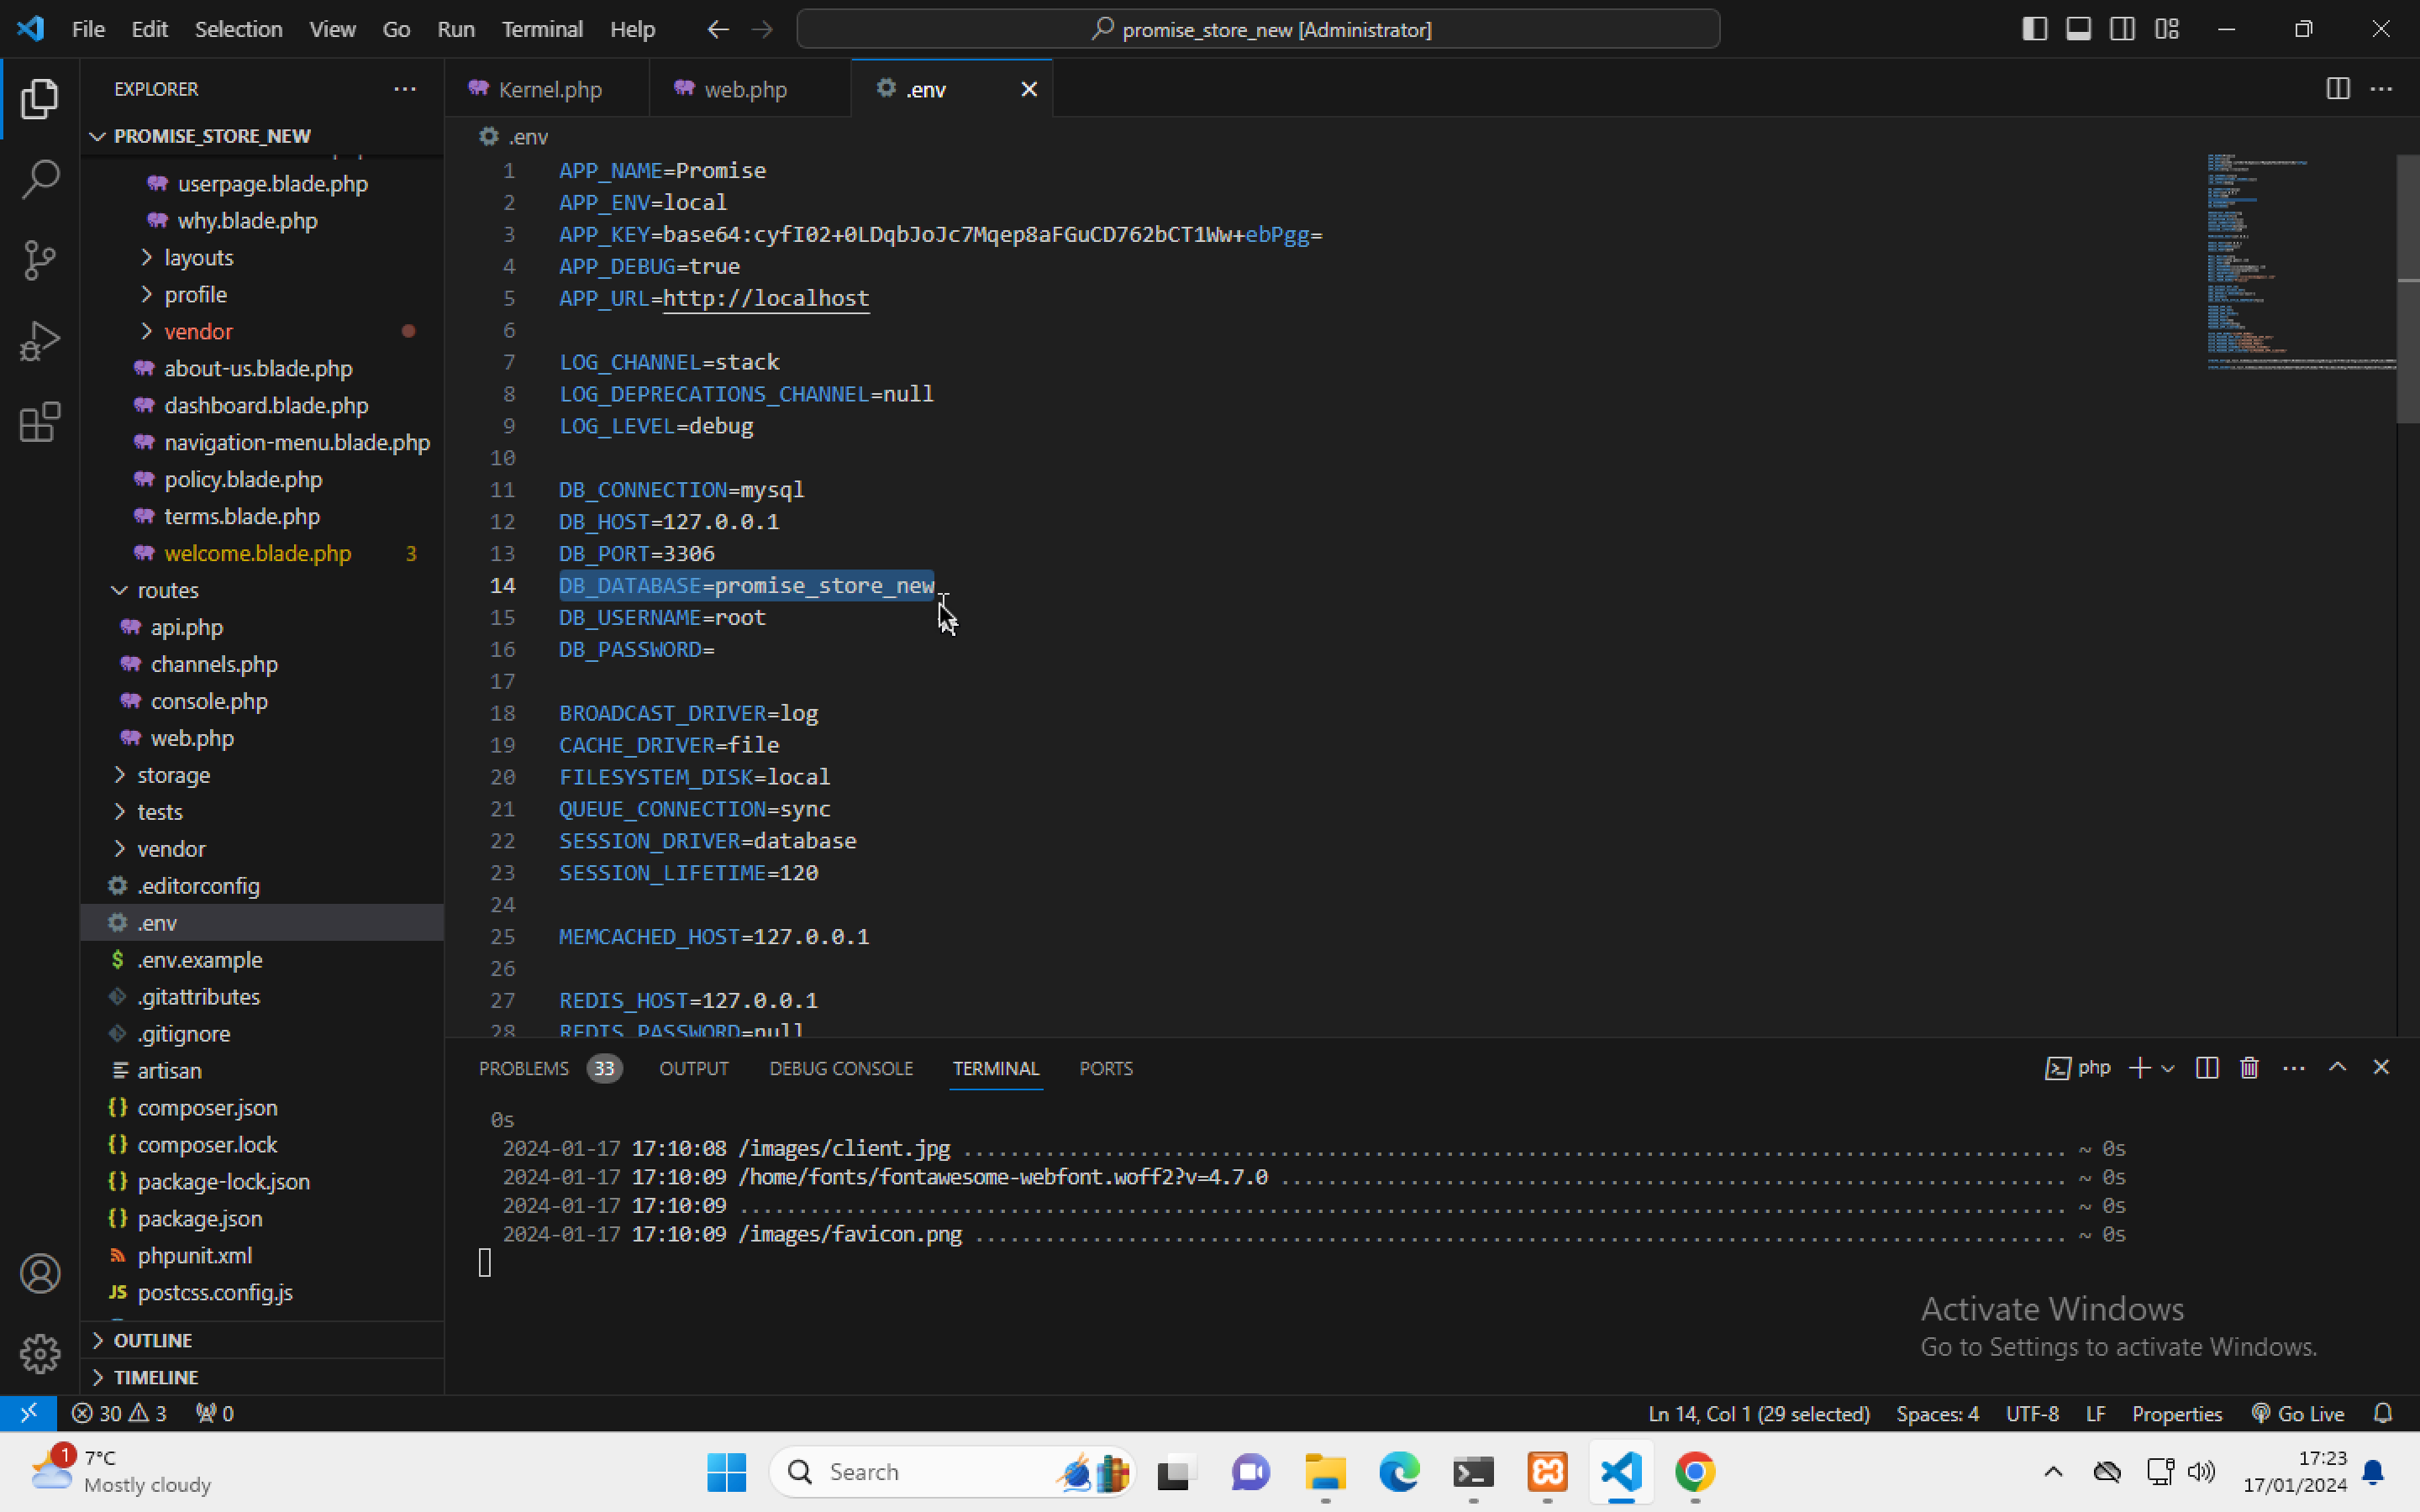 File Edit Selection View Go Run Terminal Help
promise_store_new [Administrator]
EXPLORER
PROMISE_STORE_NEW
userpage.blade.php
why.blade.php
layouts
profile
vendor
about-us.blade.php
dashboard.blade.php
navigation-menu.blade.php
policy.blade.php
terms.blade.php
welcome.blade.php 3
routes
api.php
channels.php
console.php
web.php
storage
tests
vendor
.editorconfig
.env
$ .env.example
.gitattributes
.gitignore
artisan
{} composer.json
{} composer.lock
{} package-lock.json
{} package.json
phpunit.xml
JS postcss.config.js
OUTLINE
TIMELINE
Kernel.php web.php .env
.env
1 APP_NAME=Promise
2 APP_ENV=local
3 APP_KEY=base64:cyfI02+0LDqbJoJc7Mqep8aFGuCD762bCT1Ww+ebPgg=
4 APP_DEBUG=true
5 APP_URL=http://localhost
6
7 LOG_CHANNEL=stack
8 LOG_DEPRECATIONS_CHANNEL=null
9 LOG_LEVEL=debug
10
11 DB_CONNECTION=mysql
12 DB_HOST=127.0.0.1
13 DB_PORT=3306
14 DB_DATABASE=promise_store_new
15 DB_USERNAME=root
16 DB_PASSWORD=
17
18 BROADCAST_DRIVER=log
19 CACHE_DRIVER=file
20 FILESYSTEM_DISK=local
21 QUEUE_CONNECTION=sync
22 SESSION_DRIVER=database
23 SESSION_LIFETIME=120
24
25 MEMCACHED_HOST=127.0.0.1
26
27 REDIS_HOST=127.0.0.1
28 REDIS_PASSWORD=null
PROBLEMS 33 OUTPUT DEBUG CONSOLE TERMINAL PORTS
php
0s
2024-01-17 17:10:08 /images/client.jpg ........ ~ 0s
2024-01-17 17:10:09 /home/fonts/fontawesome-webfont.woff2?v=4.7.0 ........ ~ 0s
2024-01-17 17:10:09 ........ ~ 0s
2024-01-17 17:10:09 /images/favicon.png ........ ~ 0s
Activate Windows
Go to Settings to activate Windows.
30 3 0
Ln 14, Col 1 (29 selected) Spaces: 4 UTF-8 LF Properties Go Live
1
7°C
Mostly cloudy
Search
17:23
17/01/2024